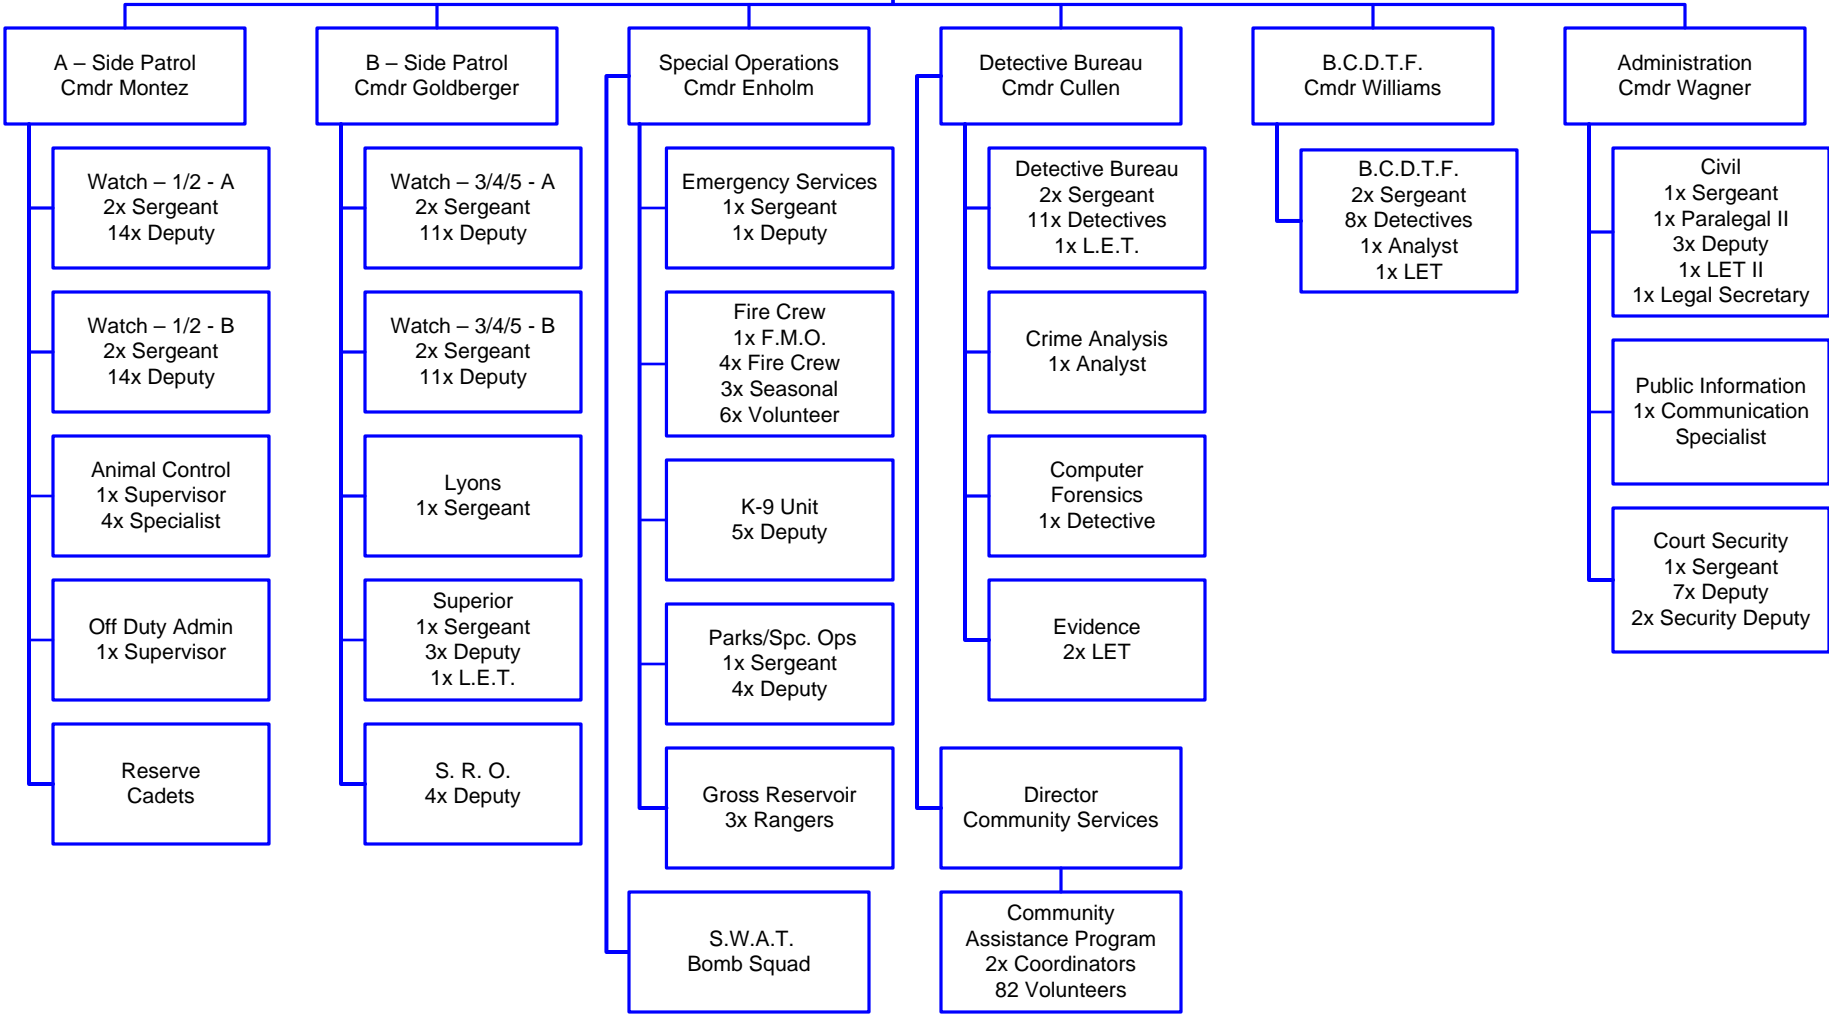 A – Side Patrol
Cmdr Montez
Watch – 1/2 - A
2x Sergeant
14x Deputy
Watch – 1/2 - B
2x Sergeant
14x Deputy
Animal Control
1x Supervisor
4x Specialist
Off Duty Admin
1x Supervisor
Reserve
Cadets
B – Side Patrol
Cmdr Goldberger
Watch – 3/4/5 - A
2x Sergeant
11x Deputy
Watch – 3/4/5 - B
2x Sergeant
11x Deputy
Lyons
1x Sergeant
Superior
1x Sergeant
3x Deputy
1x L.E.T.
S. R. O.
4x Deputy
Special Operations
Cmdr Enholm
Emergency Services
1x Sergeant
1x Deputy
Fire Crew
1x F.M.O.
4x Fire Crew
3x Seasonal
6x Volunteer
K-9 Unit
5x Deputy
Parks/Spc. Ops
1x Sergeant
4x Deputy
Gross Reservoir
3x Rangers
S.W.A.T.
Bomb Squad
Detective Bureau
Cmdr Cullen
Detective Bureau
2x Sergeant
11x Detectives
1x L.E.T.
Crime Analysis
1x Analyst
Computer
Forensics
1x Detective
Evidence
2x LET
Director
Community Services
Community
Assistance Program
2x Coordinators
82 Volunteers
B.C.D.T.F.
Cmdr Williams
B.C.D.T.F.
2x Sergeant
8x Detectives
1x Analyst
1x LET
Administration
Cmdr Wagner
Civil
1x Sergeant
1x Paralegal II
3x Deputy
1x LET II
1x Legal Secretary
Public Information
1x Communication
Specialist
Court Security
1x Sergeant
7x Deputy
2x Security Deputy